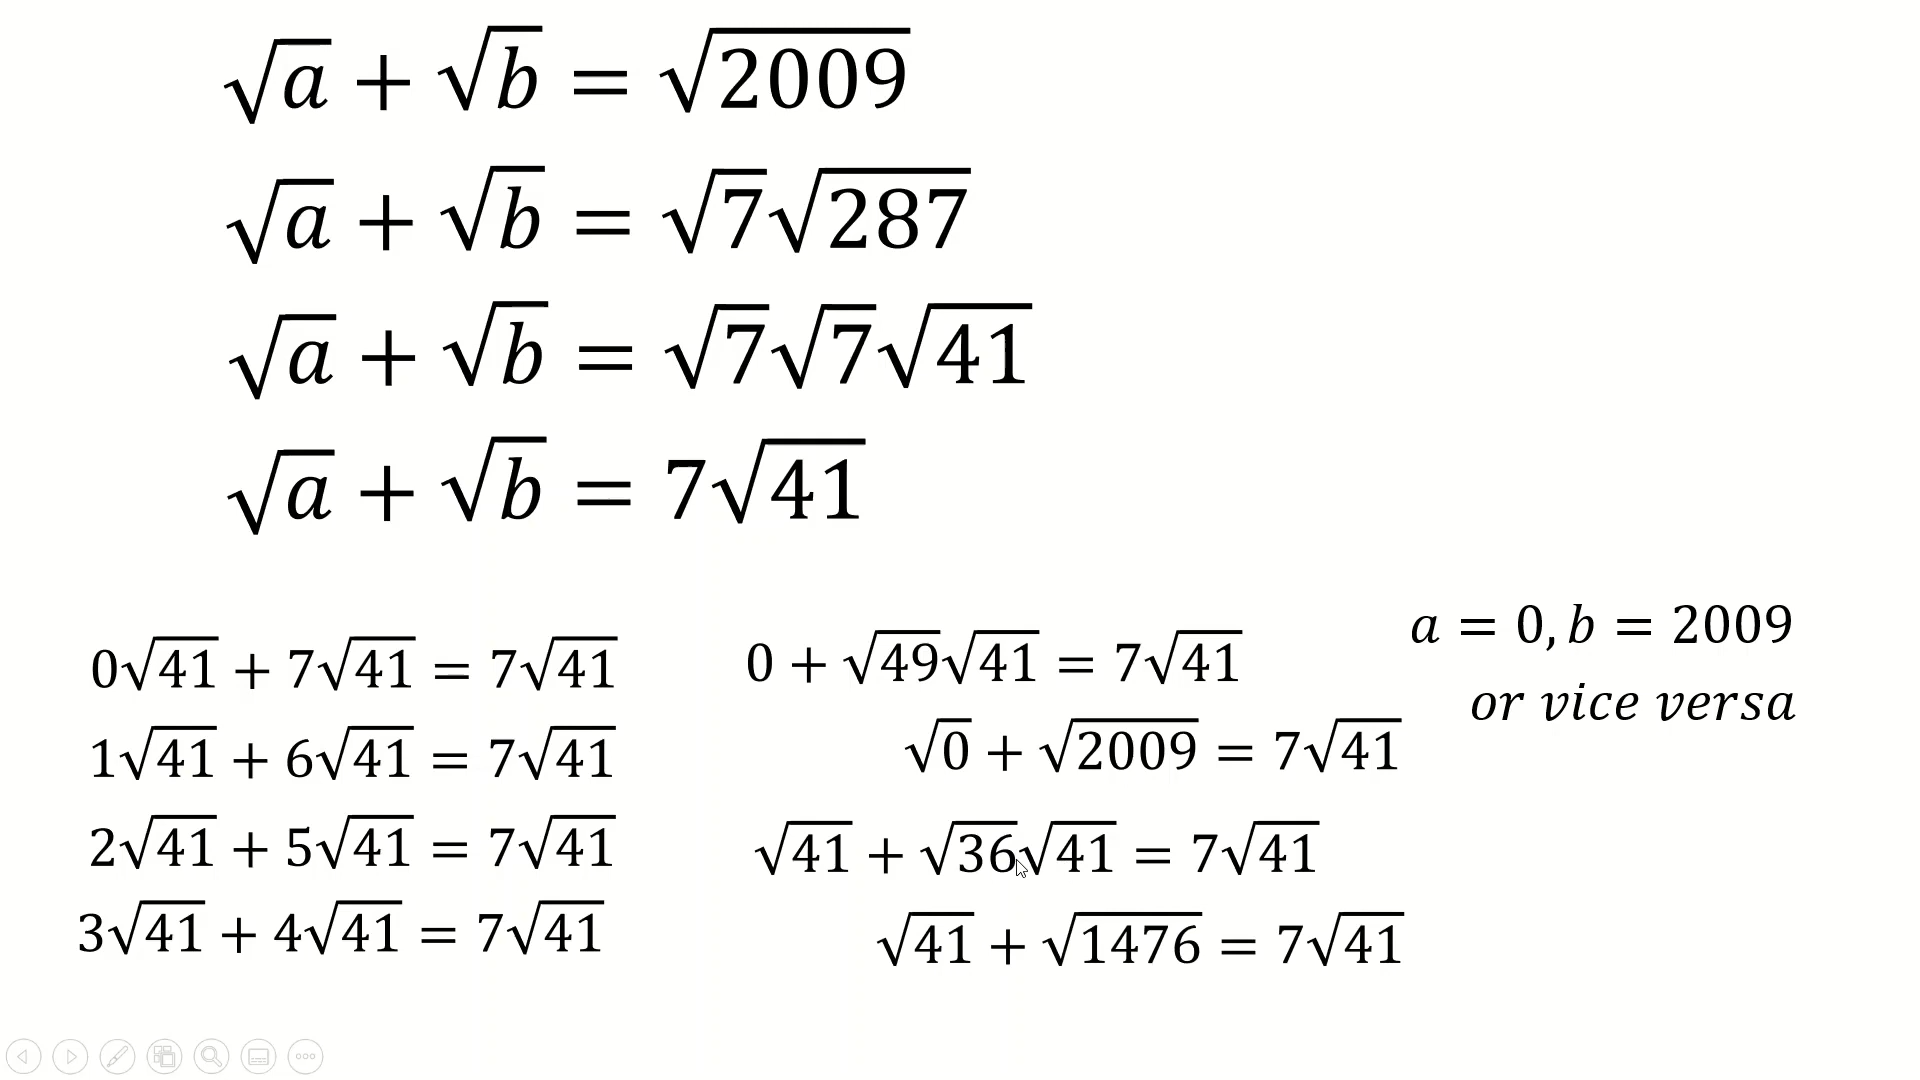 √a + √b = √2009
√a + √b = √7√287
√a + √b = √7√7√41
√a + √b = 7√41
0√41 + 7√41 = 7√41
1√41 + 6√41 = 7√41
2√41 + 5√41 = 7√41
3√41 + 4√41 = 7√41
0 + √49√41 = 7√41
√0 + √2009 = 7√41
√41 + √36√41 = 7√41
√41 + √1476 = 7√41
a = 0, b = 2009
or vice versa